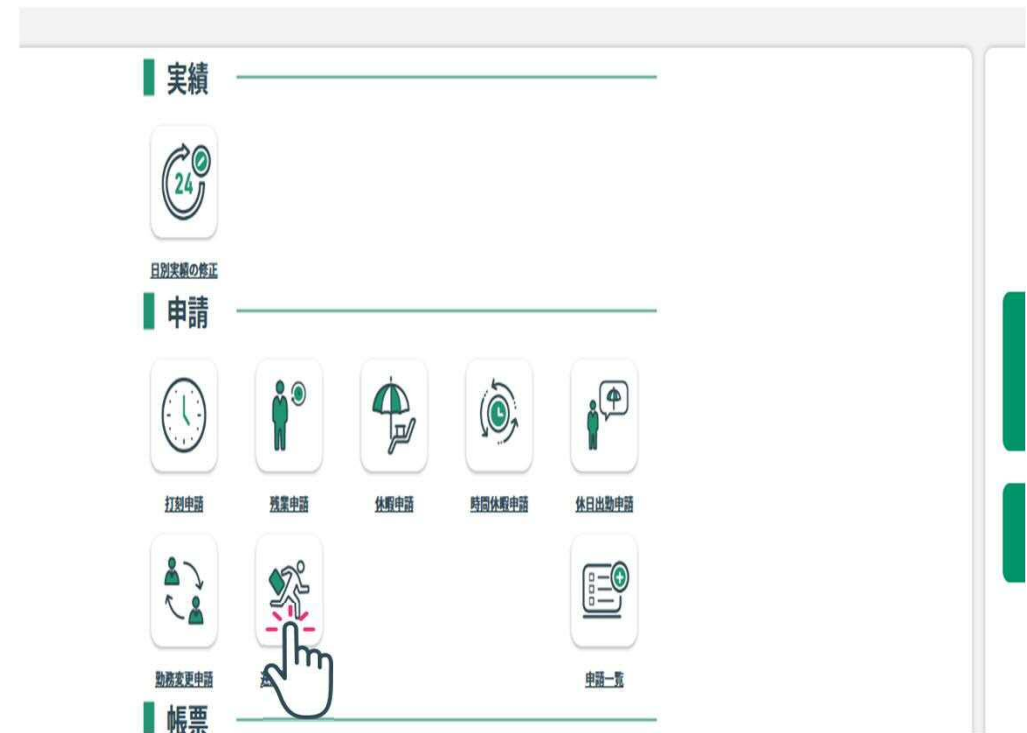 実績
24
日別実績の修正
申請
打刻申請
残業申請
休暇申請
時間休暇申請
休日出勤申請
勤務変更申請
申請一覧
帳票